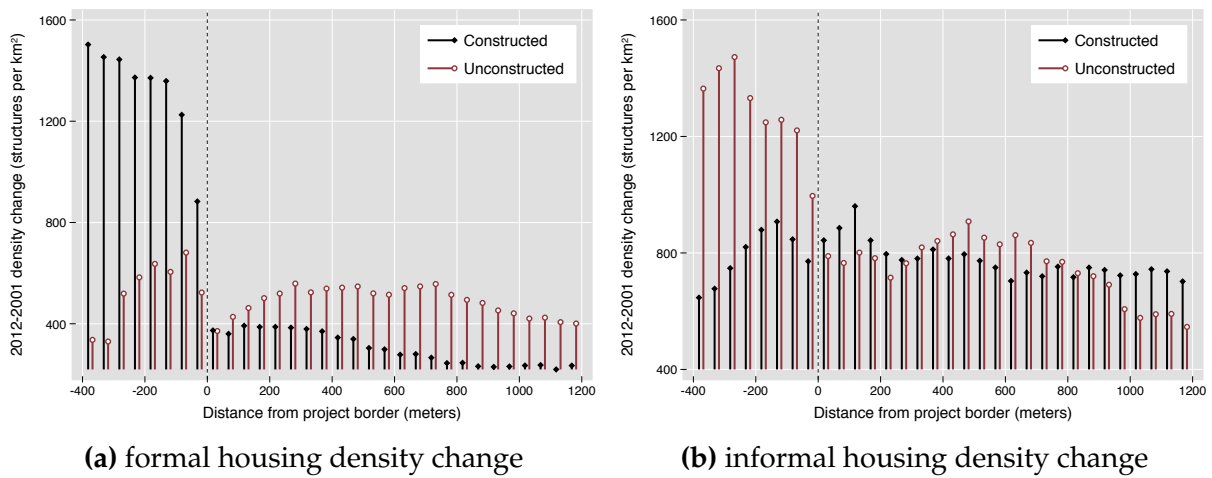 1600
1200
800
400
2012-2001 density change (structures per km²)
Constructed
Unconstructed
-400 -200 0 200 400 600 800 1000 1200
Distance from project border (meters)
(a) formal housing density change
1600
1200
800
400
2012-2001 density change (structures per km²)
Constructed
Unconstructed
-400 -200 0 200 400 600 800 1000 1200
Distance from project border (meters)
(b) informal housing density change